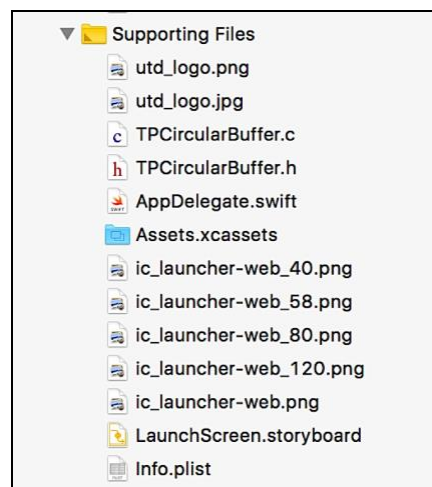 Supporting Files
utd_logo.png
utd_logo.jpg
c TPCircularBuffer.c
h TPCircularBuffer.h
AppDelegate.swift
Assets.xcassets
ic_launcher-web_40.png
ic_launcher-web_58.png
ic_launcher-web_80.png
ic_launcher-web_120.png
ic_launcher-web.png
LaunchScreen.storyboard
Info.plist